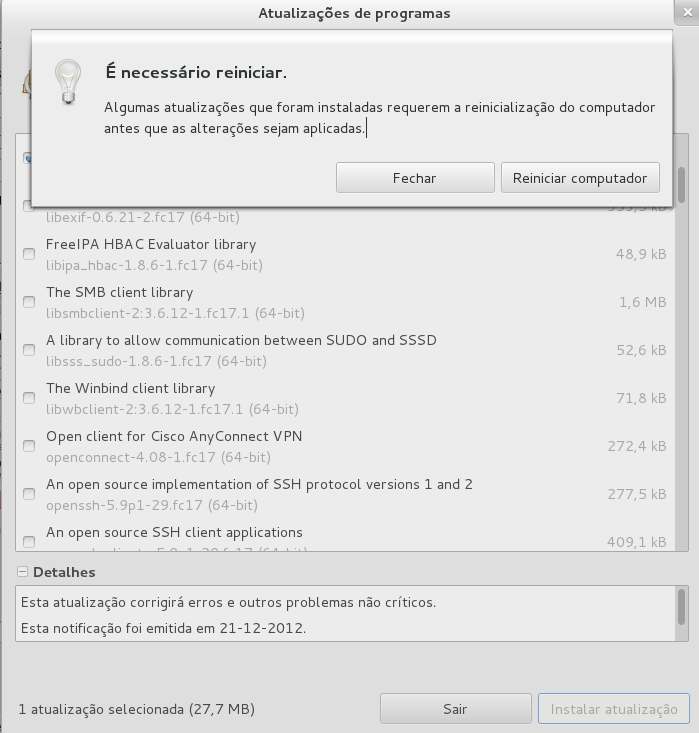 Atualizações de programas
É necessário reiniciar.
Algumas atualizações que foram instaladas requerem a reinicialização do computador
antes que as alterações sejam aplicadas.
Fechar
Reiniciar computador
libexif-0.6.21-2.fc17 (64-bit)
FreeIPA HBAC Evaluator library
48,9 kB
libipa_hbac-1.8.6-1.fc17 (64-bit)
The SMB client library
1,6 MB
libsmbclient-2:3.6.12-1.fc17.1 (64-bit)
A library to allow communication between SUDO and SSSD
52,6 kB
libsss_sudo-1.8.6-1.fc17 (64-bit)
The Winbind client library
71,8 kB
libwbclient-2:3.6.12-1.fc17.1 (64-bit)
Open client for Cisco AnyConnect VPN
272,4 kB
openconnect-4.08-1.fc17 (64-bit)
An open source implementation of SSH protocol versions 1 and 2
277,5 kB
openssh-5.9p1-29.fc17 (64-bit)
An open source SSH client applications
409,1 kB
Detalhes
Esta atualização corrigirá erros e outros problemas não críticos.
Esta notificação foi emitida em 21-12-2012.
1 atualização selecionada (27,7 MB)
Sair
Instalar atualização